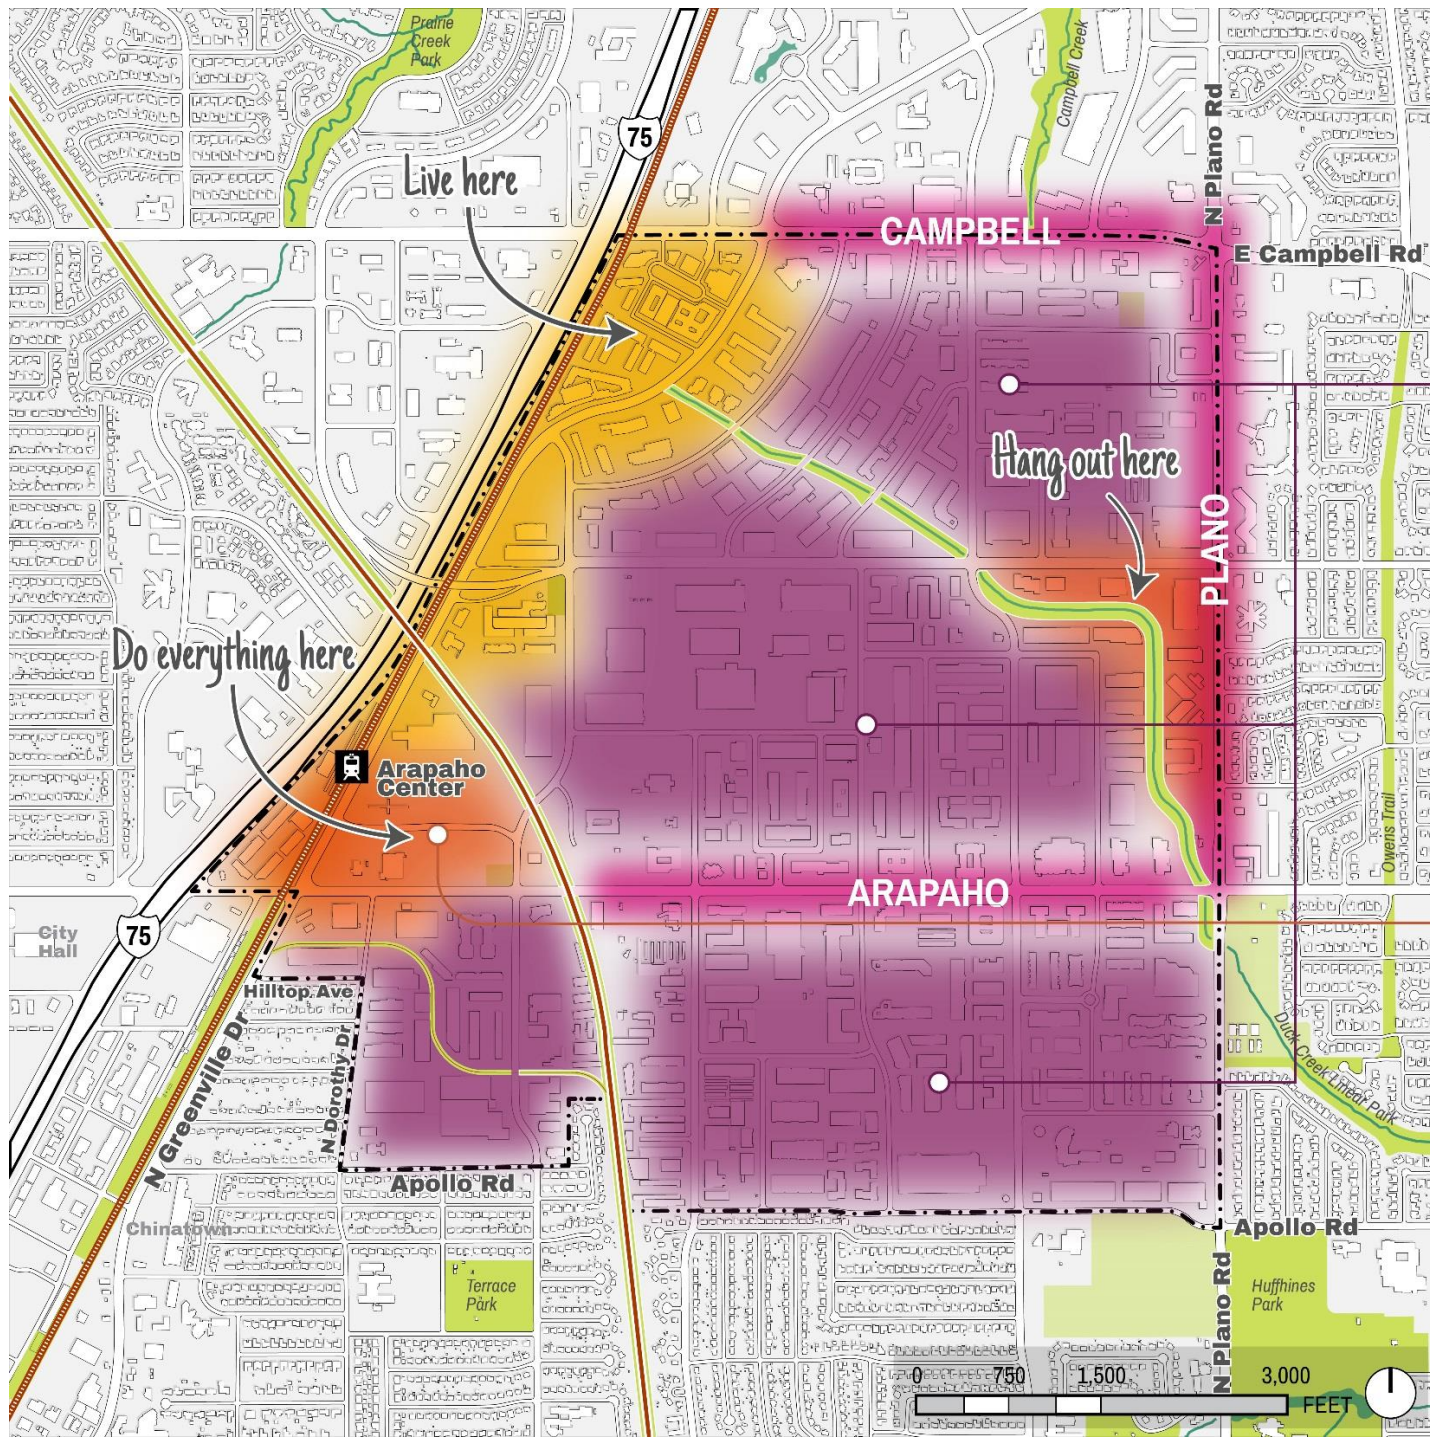 Prairie
Creek
Park
Campbell Creek
N Plano Rd
75
Live here
CAMPBELL
E Campbell Rd
Hang out here
PLANO
Do everything here
Arapaho
Center
Owens Trail
ARAPAHO
City
Hall
75
Hilltop Ave
N Greenville Dr
N Dorothy Dr
Duck Creek Linear Park
Apollo Rd
Chinatown
Apollo Rd
Terrace
Park
N Plano Rd
Huffhines
Park
0 750 1,500 3,000
FEET